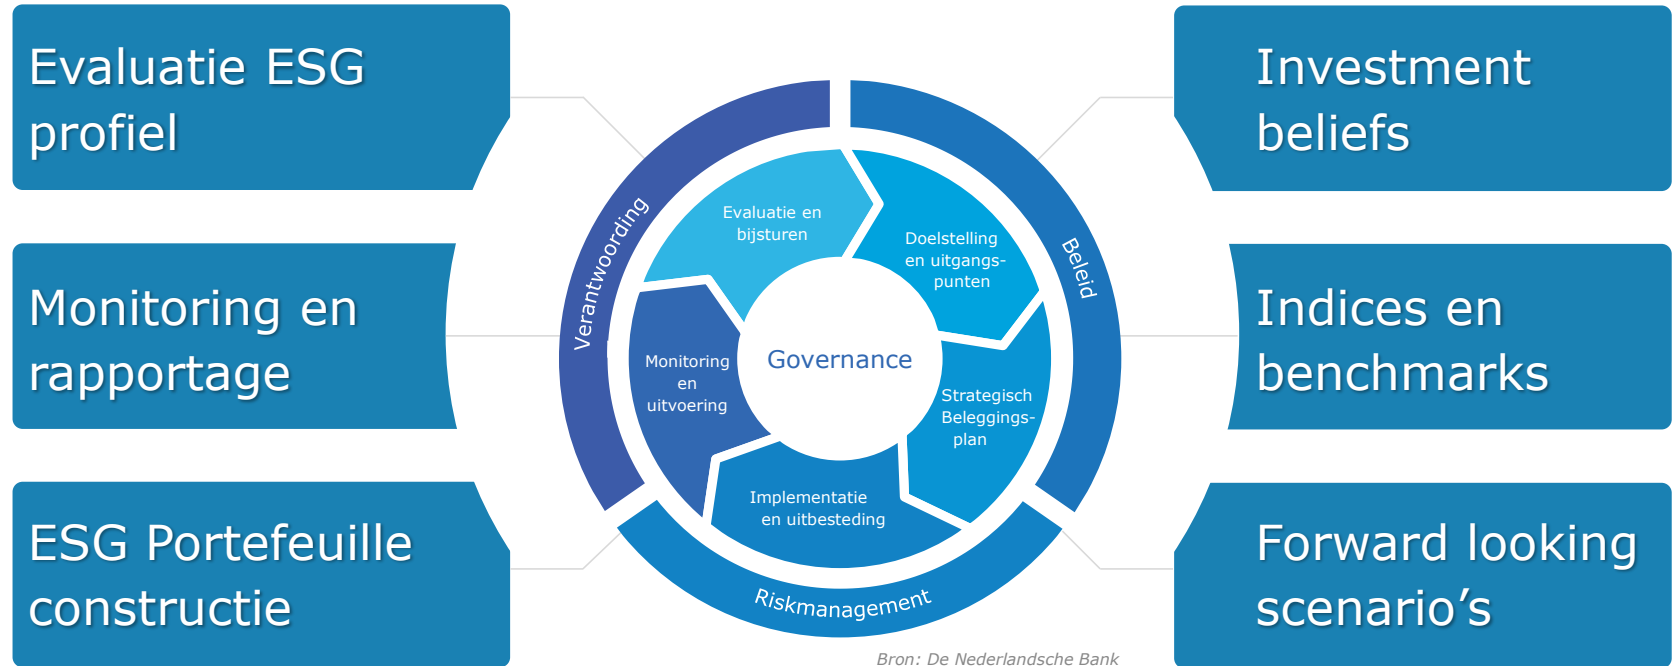 Evaluatie ESG
profiel
Monitoring en
rapportage
ESG Portefeuille
constructie
Verantwoording
Beleid
Riskmanagement
Evaluatie en
bijsturen
Doelstelling
en uitgangs-
punten
Strategisch
Beleggings-
plan
Implementatie
en uitbesteding
Monitoring
en
uitvoering
Governance
Investment
beliefs
Indices en
benchmarks
Forward looking
scenario’s
Bron: De Nederlandsche Bank